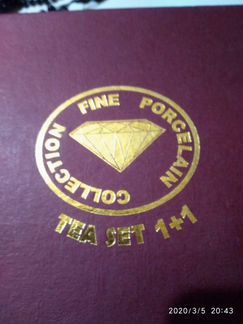 FINE PORCELAIN COLLECTION
TEA SET 1+1
2020/3/5 20:43